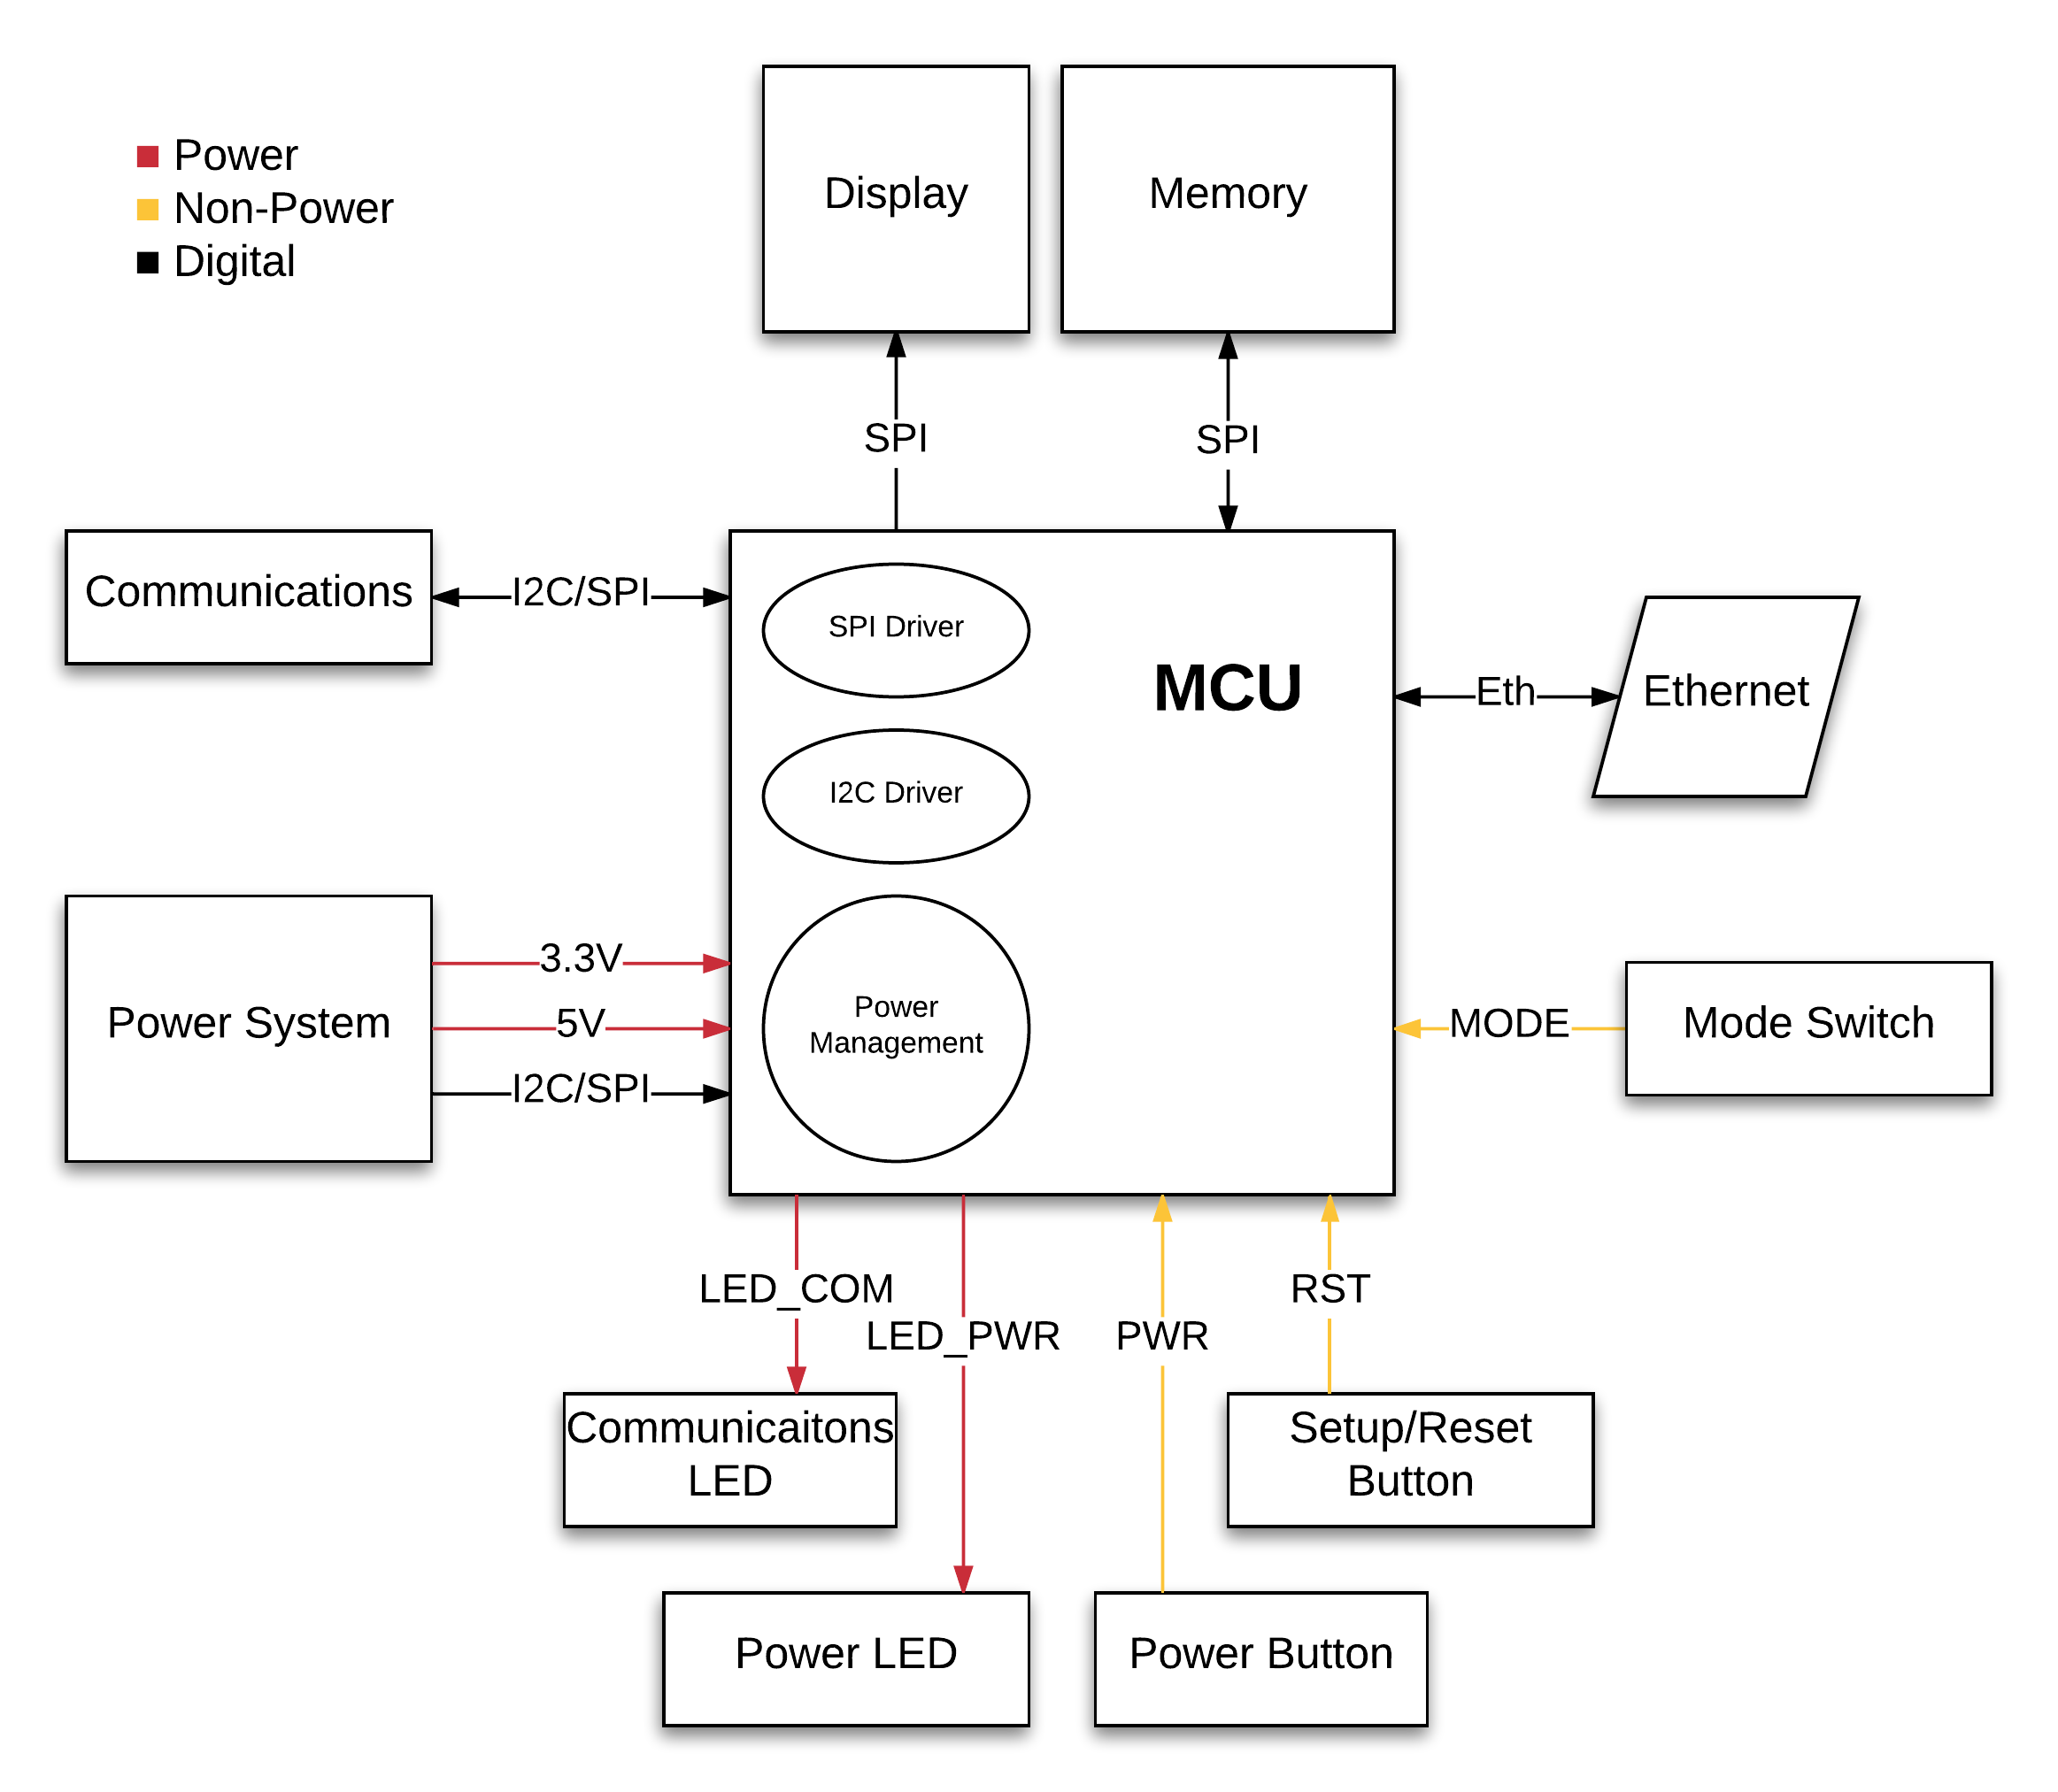 Power
Non-Power
Digital
Display
Memory
SPI
SPI
Communications
I2C/SPI
SPI Driver
MCU
Eth
Ethernet
I2C Driver
Power System
3.3V
5V
I2C/SPI
Power
Management
MODE
Mode Switch
LED_COM
LED_PWR
PWR
RST
Communicaitons
LED
Setup/Reset
Button
Power LED
Power Button